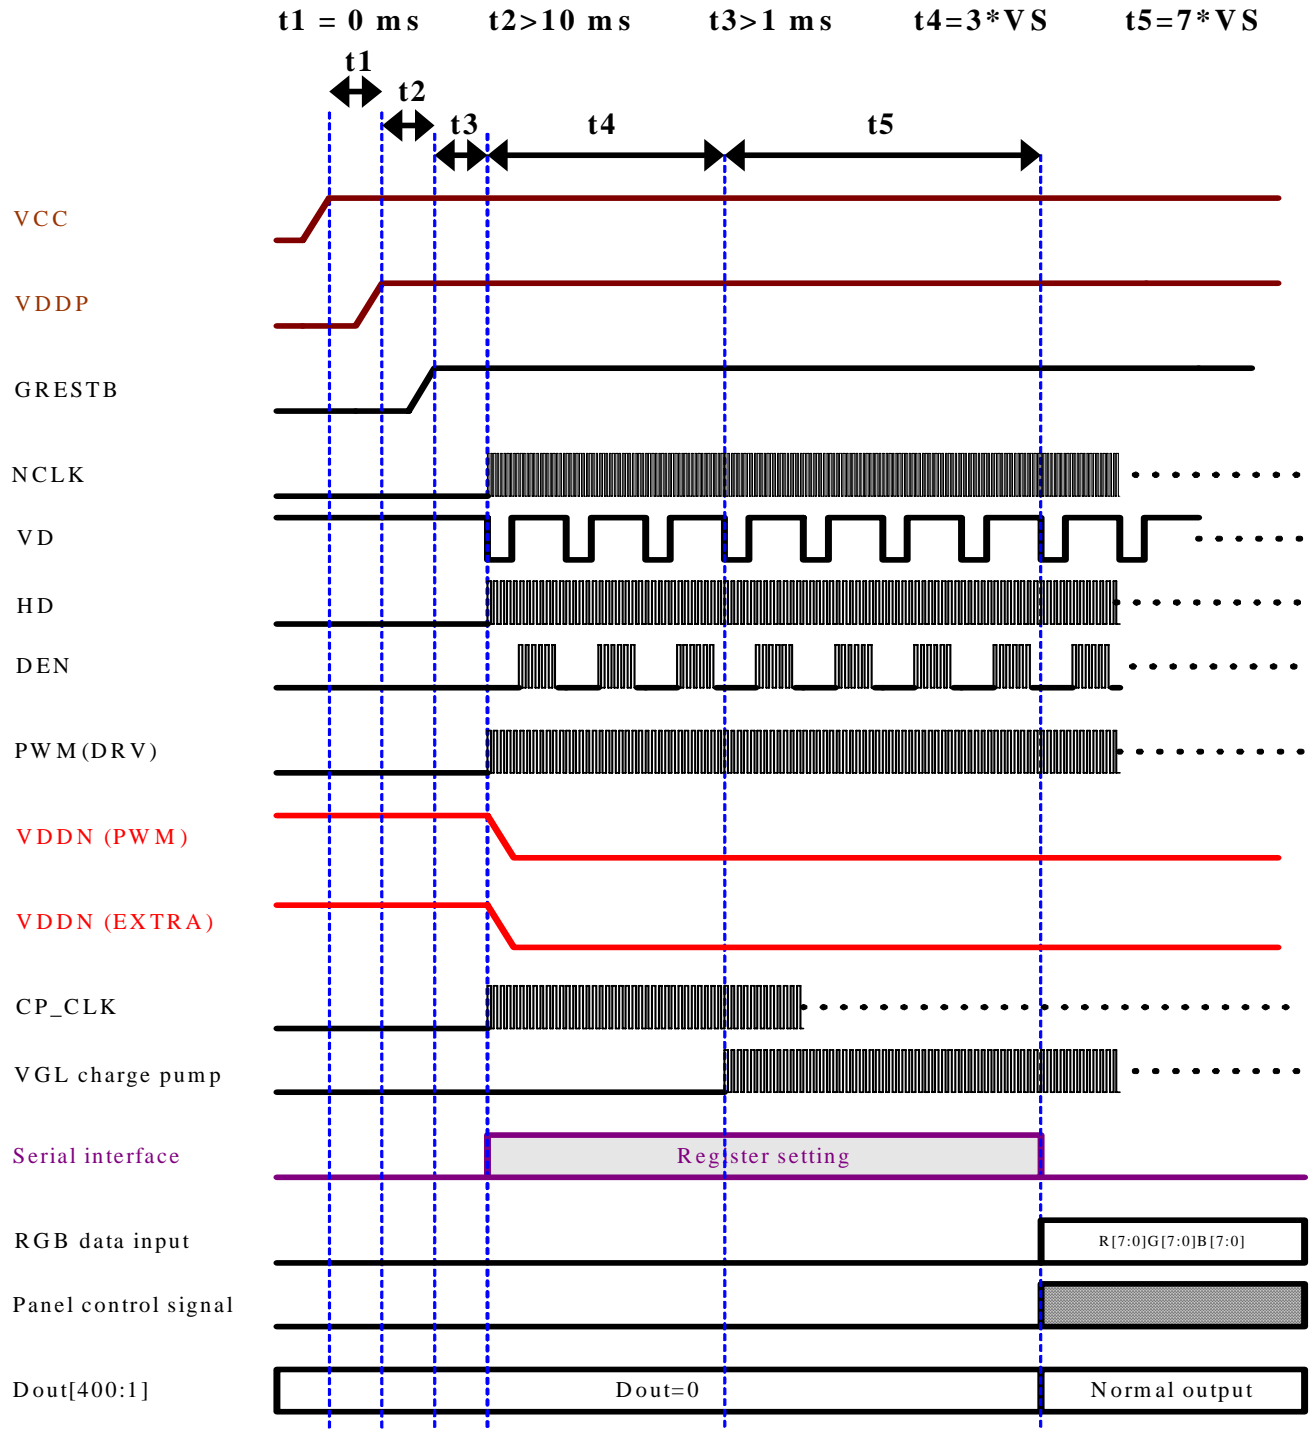 t1 = 0 ms t2>10 ms t3>1 ms t4=3*VS t5=7*VS
t1
t2
t3 t4 t5
VCC
VDDP
GRESTB
NCLK
VD
HD
DEN
PWM(DRV)
VDDN (PWM)
VDDN (EXTRA)
CP_CLK
VGL charge pump
Serial interface Register setting
RGB data input R[7:0]G[7:0]B[7:0]
Panel control signal
Dout[400:1] Dout=0 Normal output